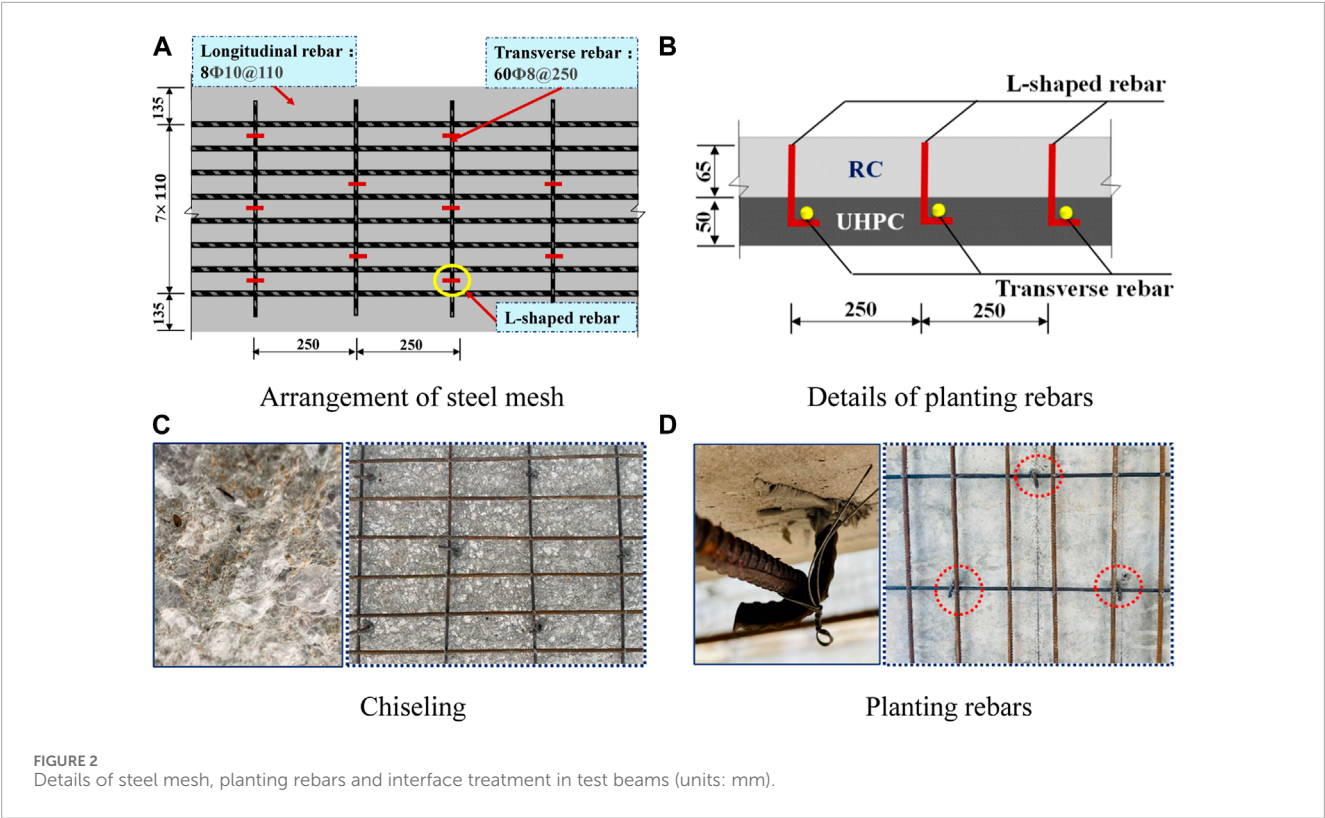 A
Longitudinal rebar :
8Φ10@110
Transverse rebar :
60Φ8@250
135
7× 110
135
L-shaped rebar
250
250
Arrangement of steel mesh
B
L-shaped rebar
RC
UHPC
65
50
Transverse rebar
250
250
Details of planting rebars
C
Chiseling
D
Planting rebars
FIGURE 2
Details of steel mesh, planting rebars and interface treatment in test beams (units: mm).